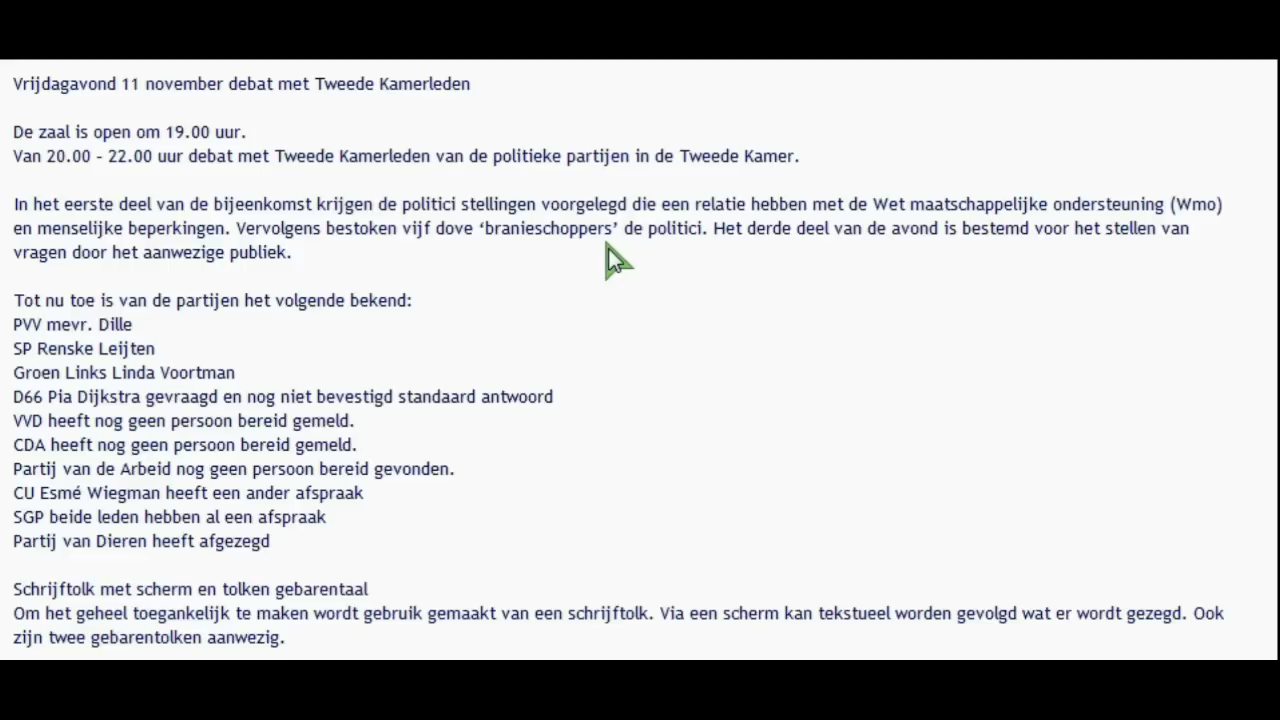 Vrijdagavond 11 november debat met Tweede Kamerleden
De zaal is open om 19.00 uur.
Van 20.00 - 22.00 uur debat met Tweede Kamerleden van de politieke partijen in de Tweede Kamer.
In het eerste deel van de bijeenkomst krijgen de politici stellingen voorgelegd die een relatie hebben met de Wet maatschappelijke ondersteuning (Wmo)
en menselijke beperkingen. Vervolgens bestoken vijf dove ‘branieschoppers’ de politici. Het derde deel van de avond is bestemd voor het stellen van
vragen door het aanwezige publiek.
Tot nu toe is van de partijen het volgende bekend:
PVV mevr. Dille
SP Renske Leijten
Groen Links Linda Voortman
D66 Pia Dijkstra gevraagd en nog niet bevestigd standaard antwoord
VVD heeft nog geen persoon bereid gemeld.
CDA heeft nog geen persoon bereid gemeld.
Partij van de Arbeid nog geen persoon bereid gevonden.
CU Esmé Wiegman heeft een ander afspraak
SGP beide leden hebben al een afspraak
Partij van Dieren heeft afgezegd
Schrijftolk met scherm en tolken gebarentaal
Om het geheel toegankelijk te maken wordt gebruik gemaakt van een schrijftolk. Via een scherm kan tekstueel worden gevolgd wat er wordt gezegd. Ook
zijn twee gebarentolken aanwezig.